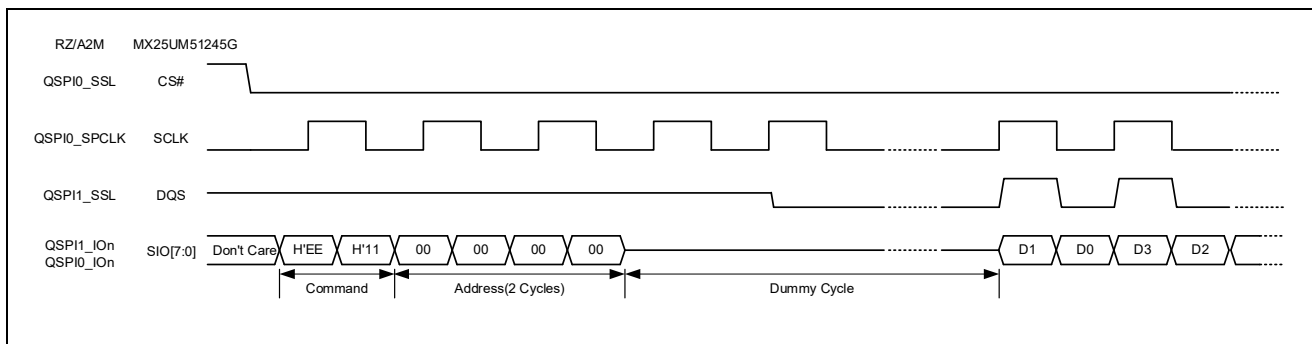 RZ/A2M MX25UM51245G
QSPI0_SSL CS#
QSPI0_SPCLK SCLK
QSPI1_SSL DQS
QSPI1_IOn
QSPI0_IOn SIO[7:0] Don't Care H'EE H'11 00 00 00 00 D1 D0 D3 D2
Command Address(2 Cycles) Dummy Cycle